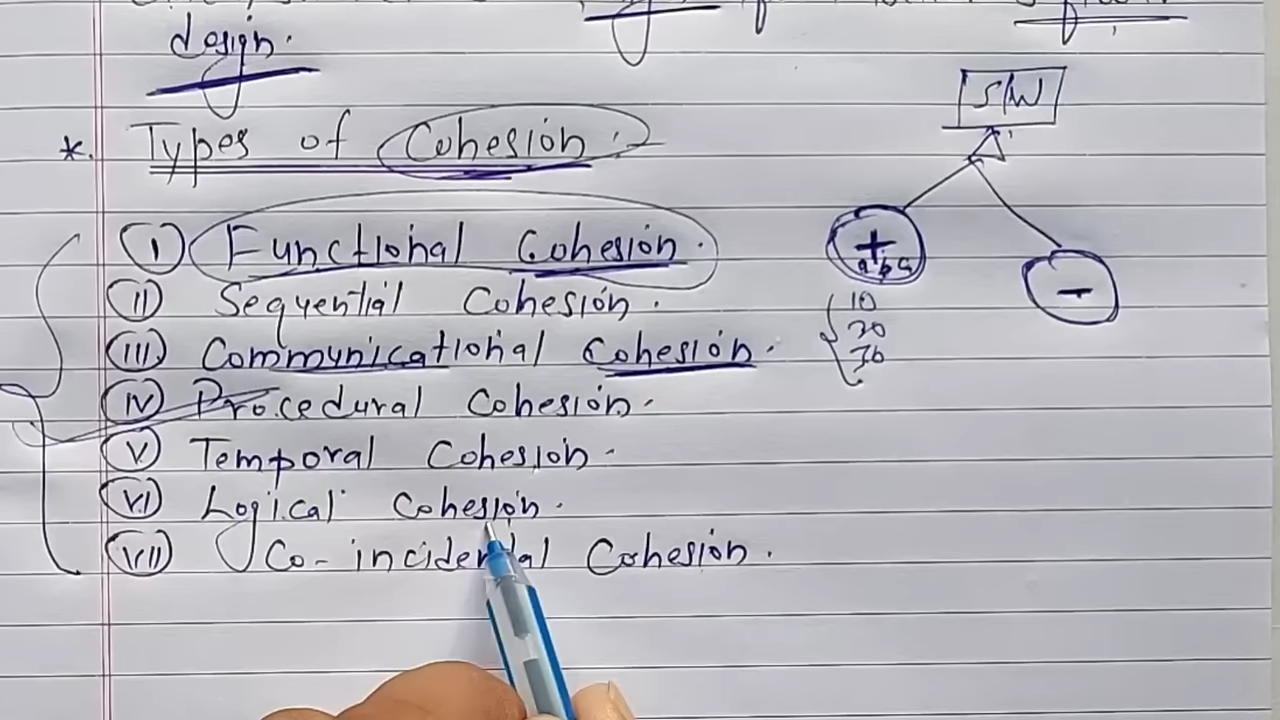 design.
S/W
*. Types of Cohesion :-
I Functional Cohesion.
II Sequential Cohesion.
III Communicational Cohesion.
IV Procedural Cohesion.
V Temporal Cohesion.
VI Logical Cohesion.
VII Co-incidental Cohesion.
+
10
20
30
-